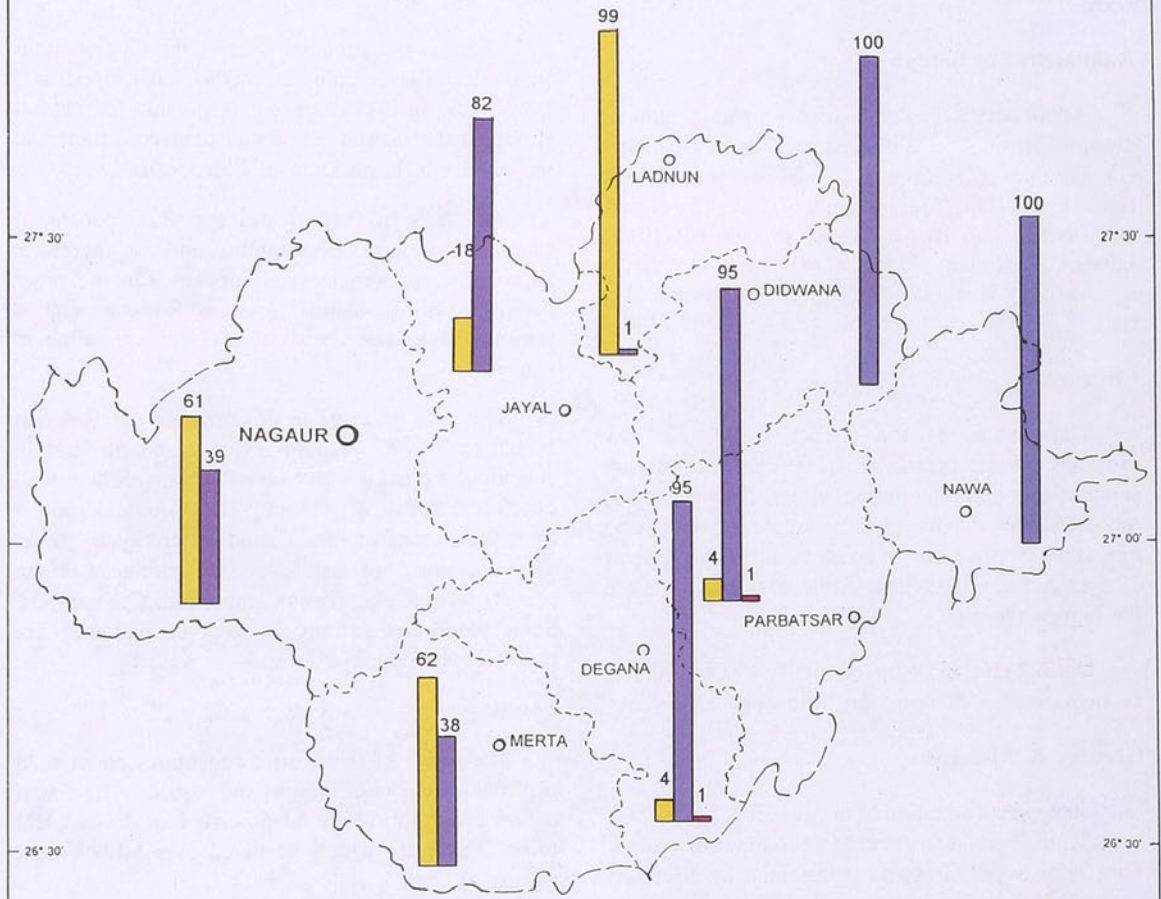 99
100
82
LADNUN
100
27° 30'
18
27° 30'
95
DIDWANA
1
JAYAL
61
NAGAUR
39
95
NAWA
27° 00'
4
1
PARBATSAR
DEGANA
62
38
MERTA
4
1
26° 30'
26° 30'